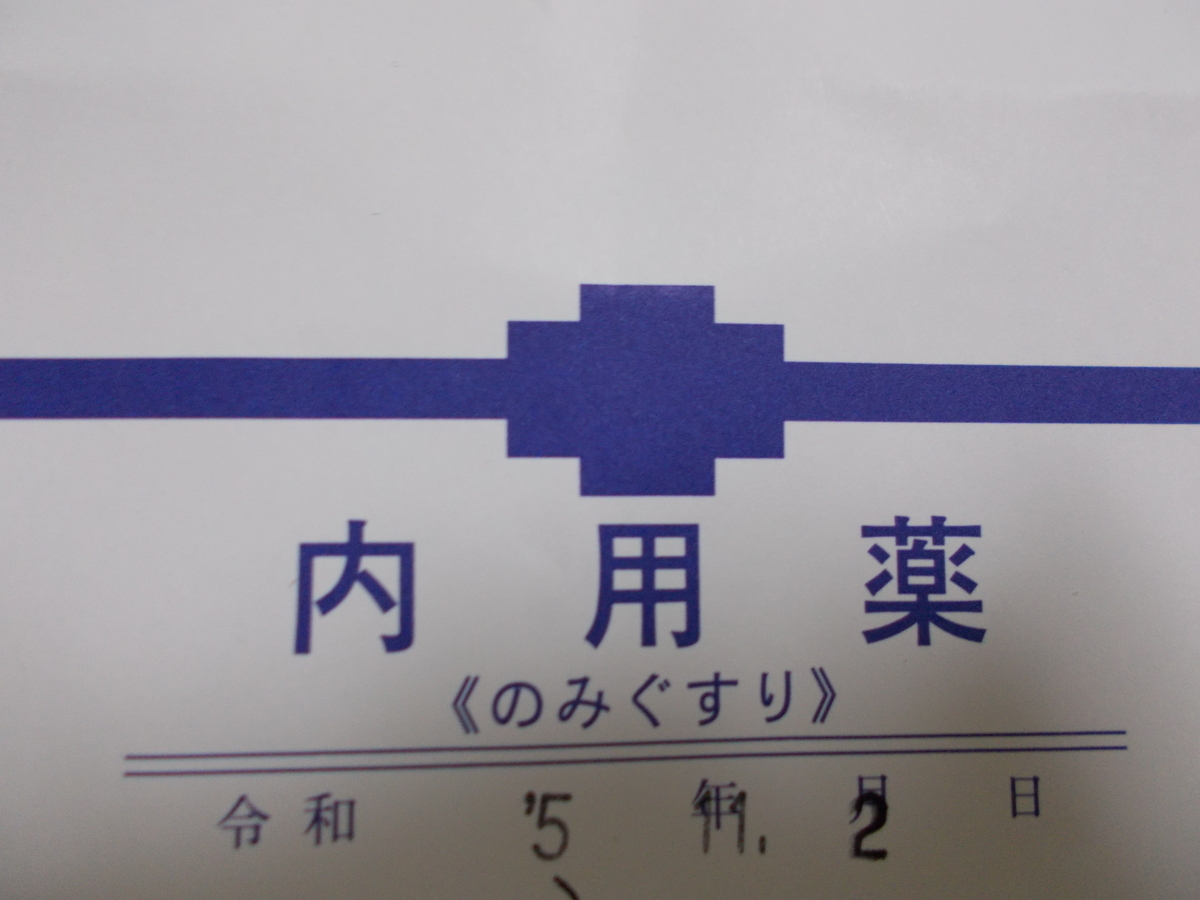 内用薬
《のみぐすり》
令和 '5 年 11. 月 2 日